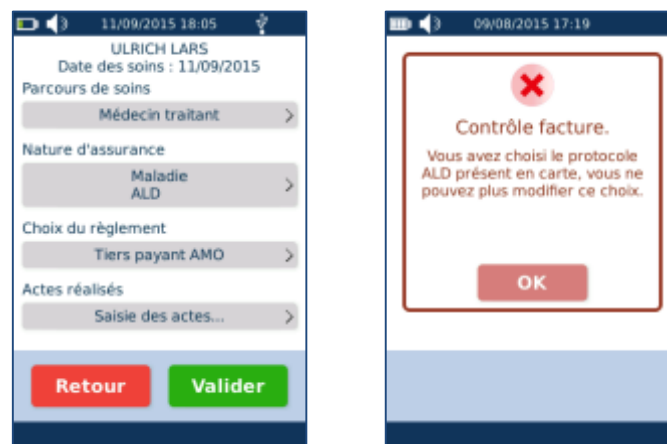 11/09/2015 18:05
ULRICH LARS
Date des soins : 11/09/2015
Parcours de soins
Médecin traitant
Nature d'assurance
Maladie
ALD
Choix du règlement
Tiers payant AMO
Actes réalisés
Saisie des actes...
Retour
Valider
09/08/2015 17:19
Contrôle facture.
Vous avez choisi le protocole
ALD présent en carte, vous ne
pouvez plus modifier ce choix.
OK